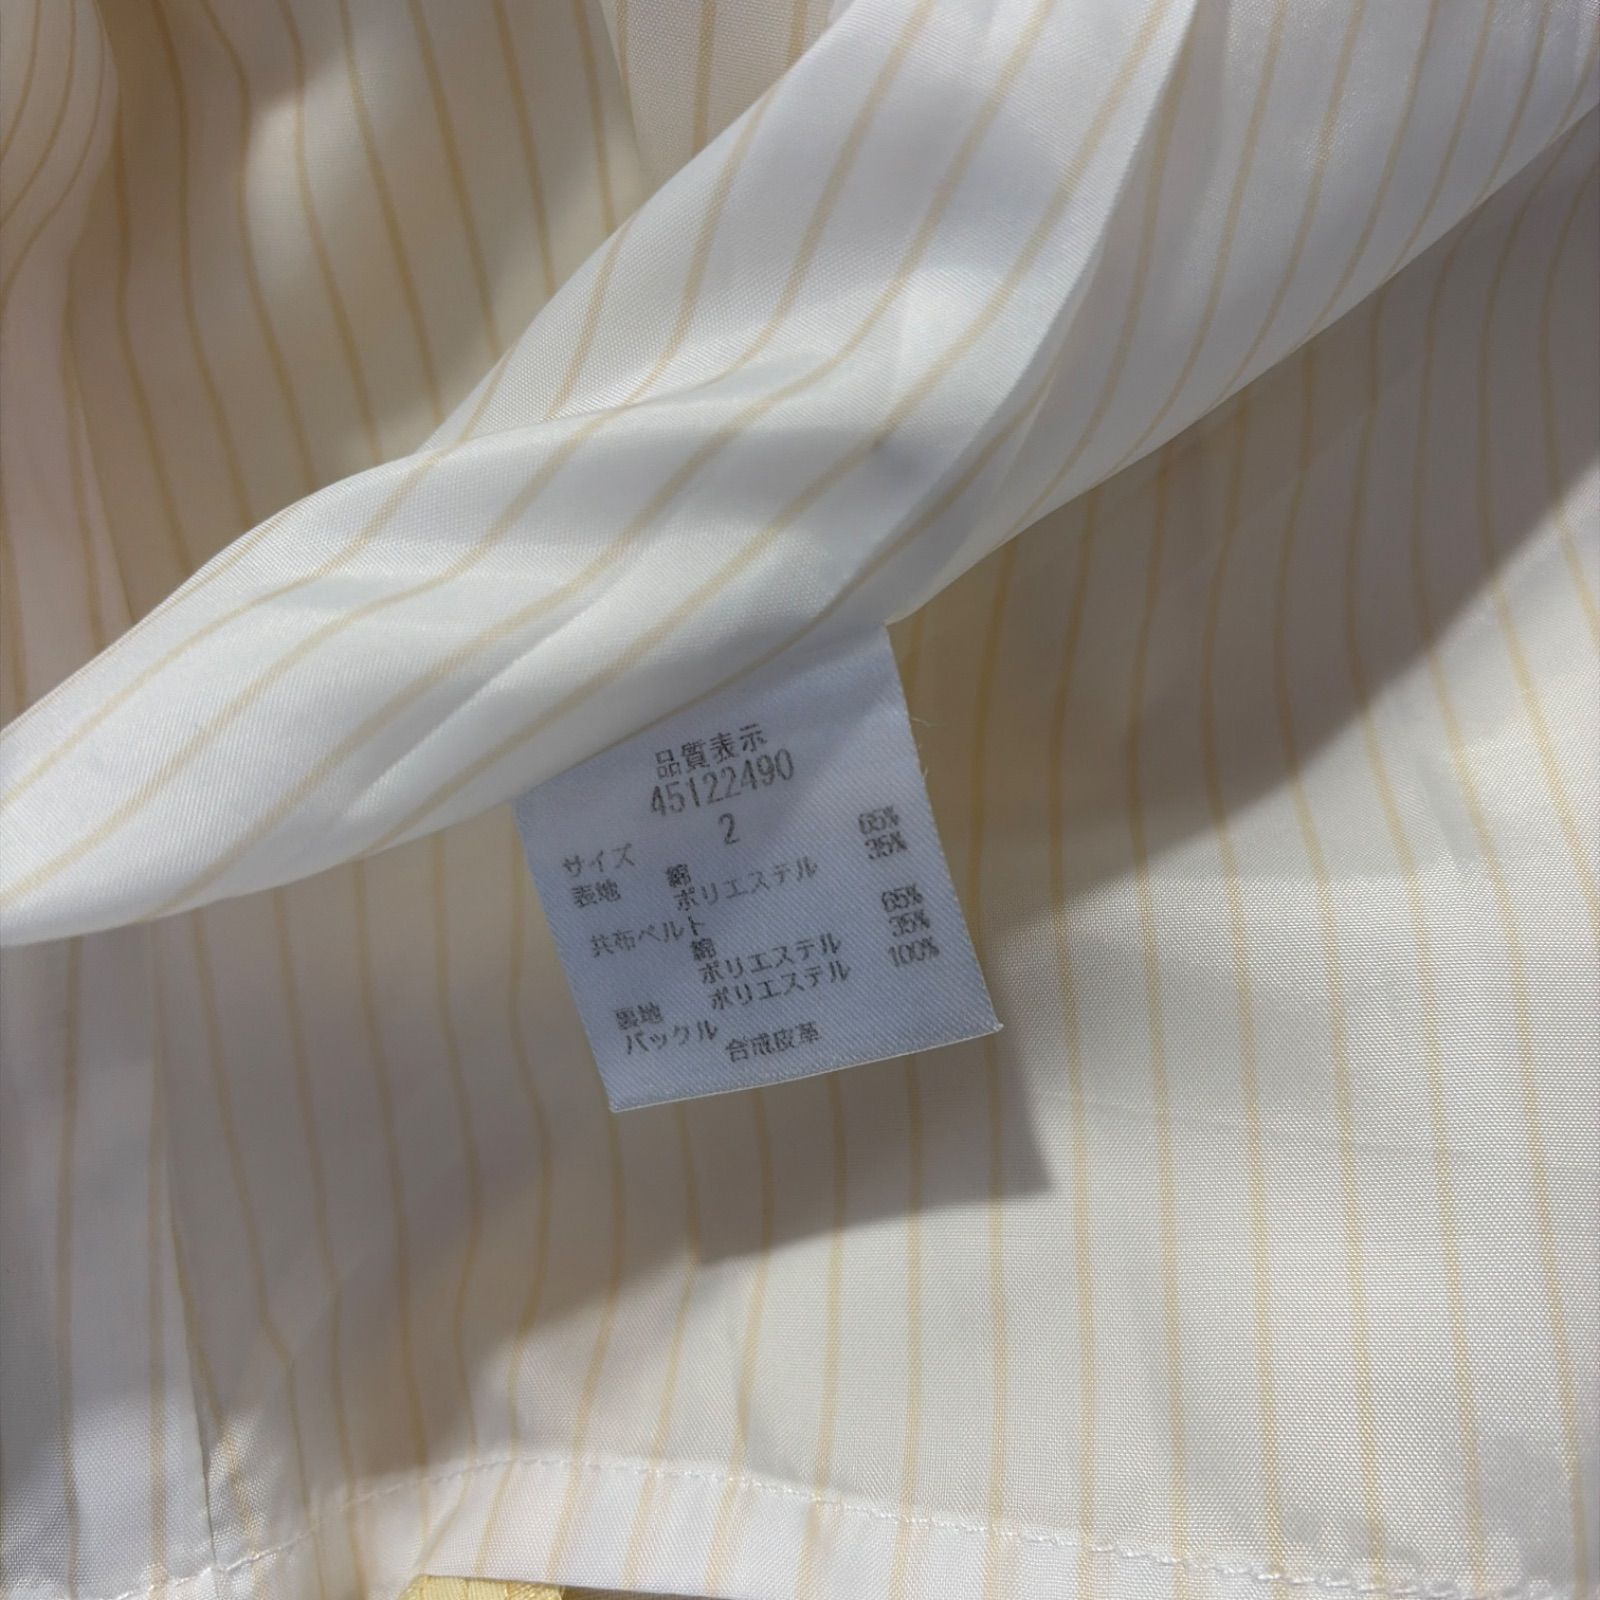 品質表示
45122490
サイズ 2
表地 綿 65%
ポリエステル 35%
共布ベルト
綿 65%
ポリエステル 35%
裏地 ポリエステル 100%
バックル 合成皮革